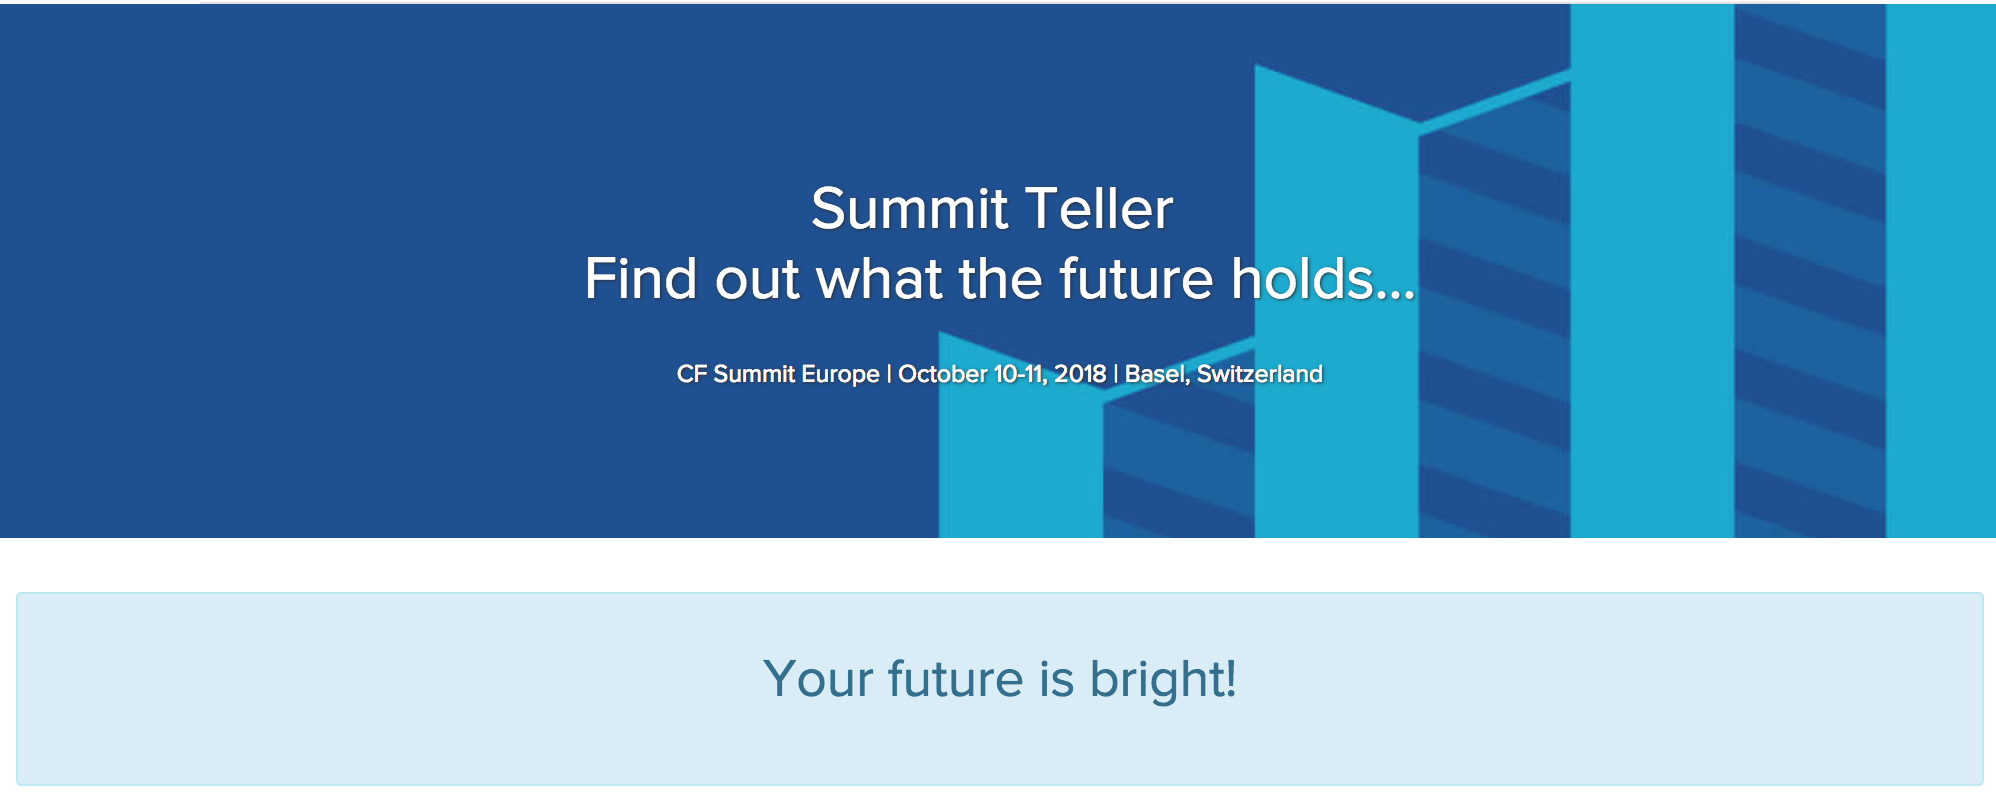 Summit Teller
Find out what the future holds...
CF Summit Europe | October 10-11, 2018 | Basel, Switzerland
Your future is bright!